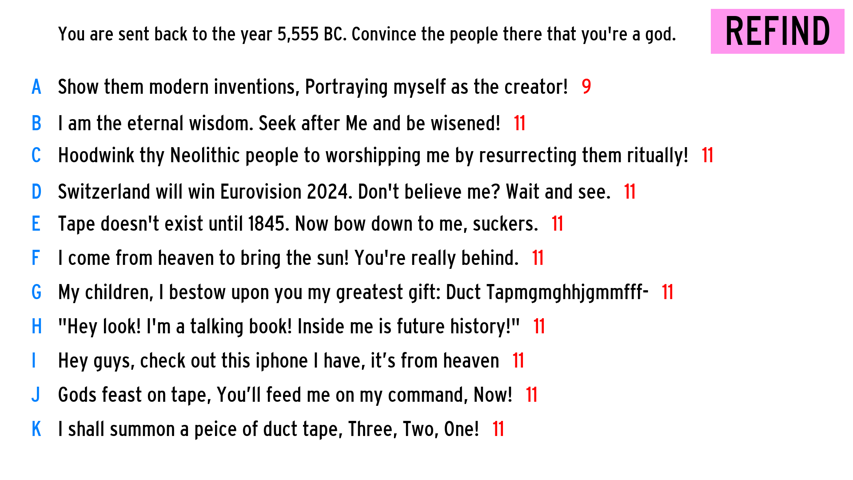 You are sent back to the year 5,555 BC. Convince the people there that you're a god.
REFIND
A Show them modern inventions, Portraying myself as the creator! 9
B I am the eternal wisdom. Seek after Me and be wisened! 11
C Hoodwink thy Neolithic people to worshipping me by resurrecting them ritually! 11
D Switzerland will win Eurovision 2024. Don't believe me? Wait and see. 11
E Tape doesn't exist until 1845. Now bow down to me, suckers. 11
F I come from heaven to bring the sun! You're really behind. 11
G My children, I bestow upon you my greatest gift: Duct Tapmgmghhjgmmfff- 11
H "Hey look! I'm a talking book! Inside me is future history!" 11
I Hey guys, check out this iphone I have, it’s from heaven 11
J Gods feast on tape, You’ll feed me on my command, Now! 11
K I shall summon a peice of duct tape, Three, Two, One! 11